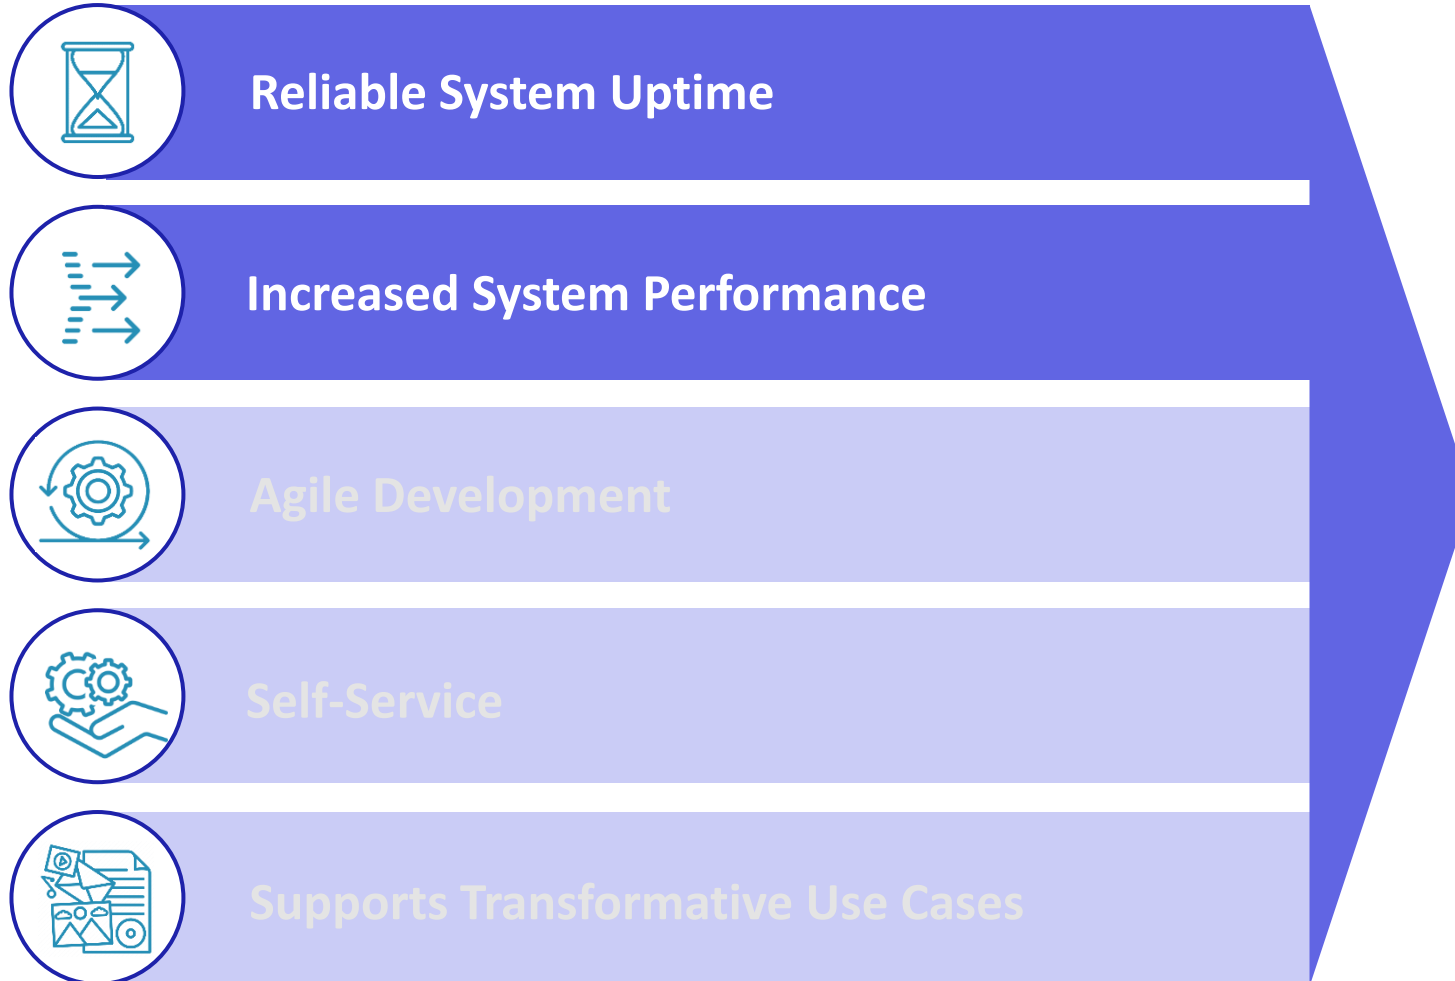 Reliable System Uptime
Increased System Performance
Agile Development
Self-Service
Supports Transformative Use Cases